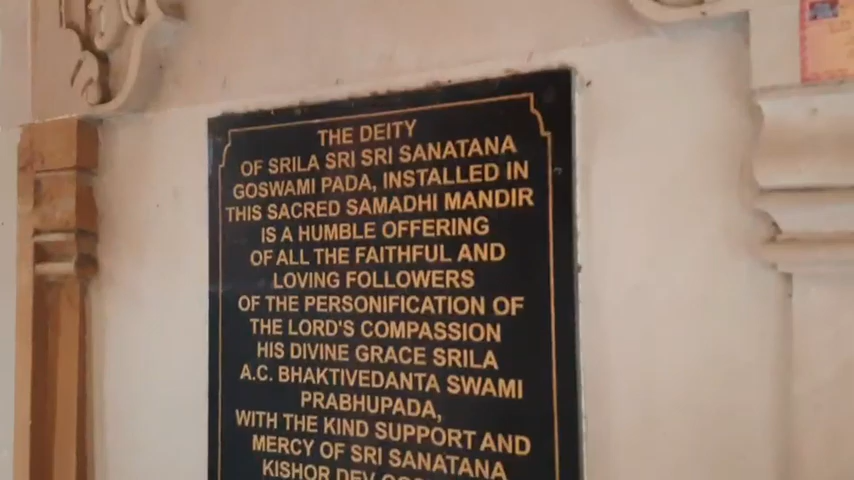 THE DEITY
OF SRILA SRI SRI SANATANA
GOSWAMI PADA, INSTALLED IN
THIS SACRED SAMADHI MANDIR
IS A HUMBLE OFFERING
OF ALL THE FAITHFUL AND
LOVING FOLLOWERS
OF THE PERSONIFICATION OF
THE LORD'S COMPASSION
HIS DIVINE GRACE SRILA
A.C. BHAKTIVEDANTA SWAMI
PRABHUPADA,
WITH THE KIND SUPPORT AND
MERCY OF SRI SANATANA
KISHOR DEV